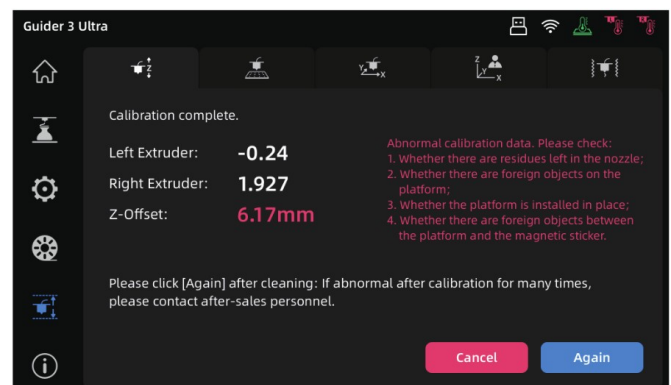 Guider 3 Ultra
Z
Y X
Z Y X
Calibration complete.
Left Extruder: -0.24
Right Extruder: 1.927
Z-Offset: 6.17mm
Abnormal calibration data. Please check:
1. Whether there are residues left in the nozzle;
2. Whether there are foreign objects on the
platform;
3. Whether the platform is installed in place;
4. Whether there are foreign objects between
the platform and the magnetic sticker.
Please click [Again] after cleaning: If abnormal after calibration for many times,
please contact after-sales personnel.
Cancel Again